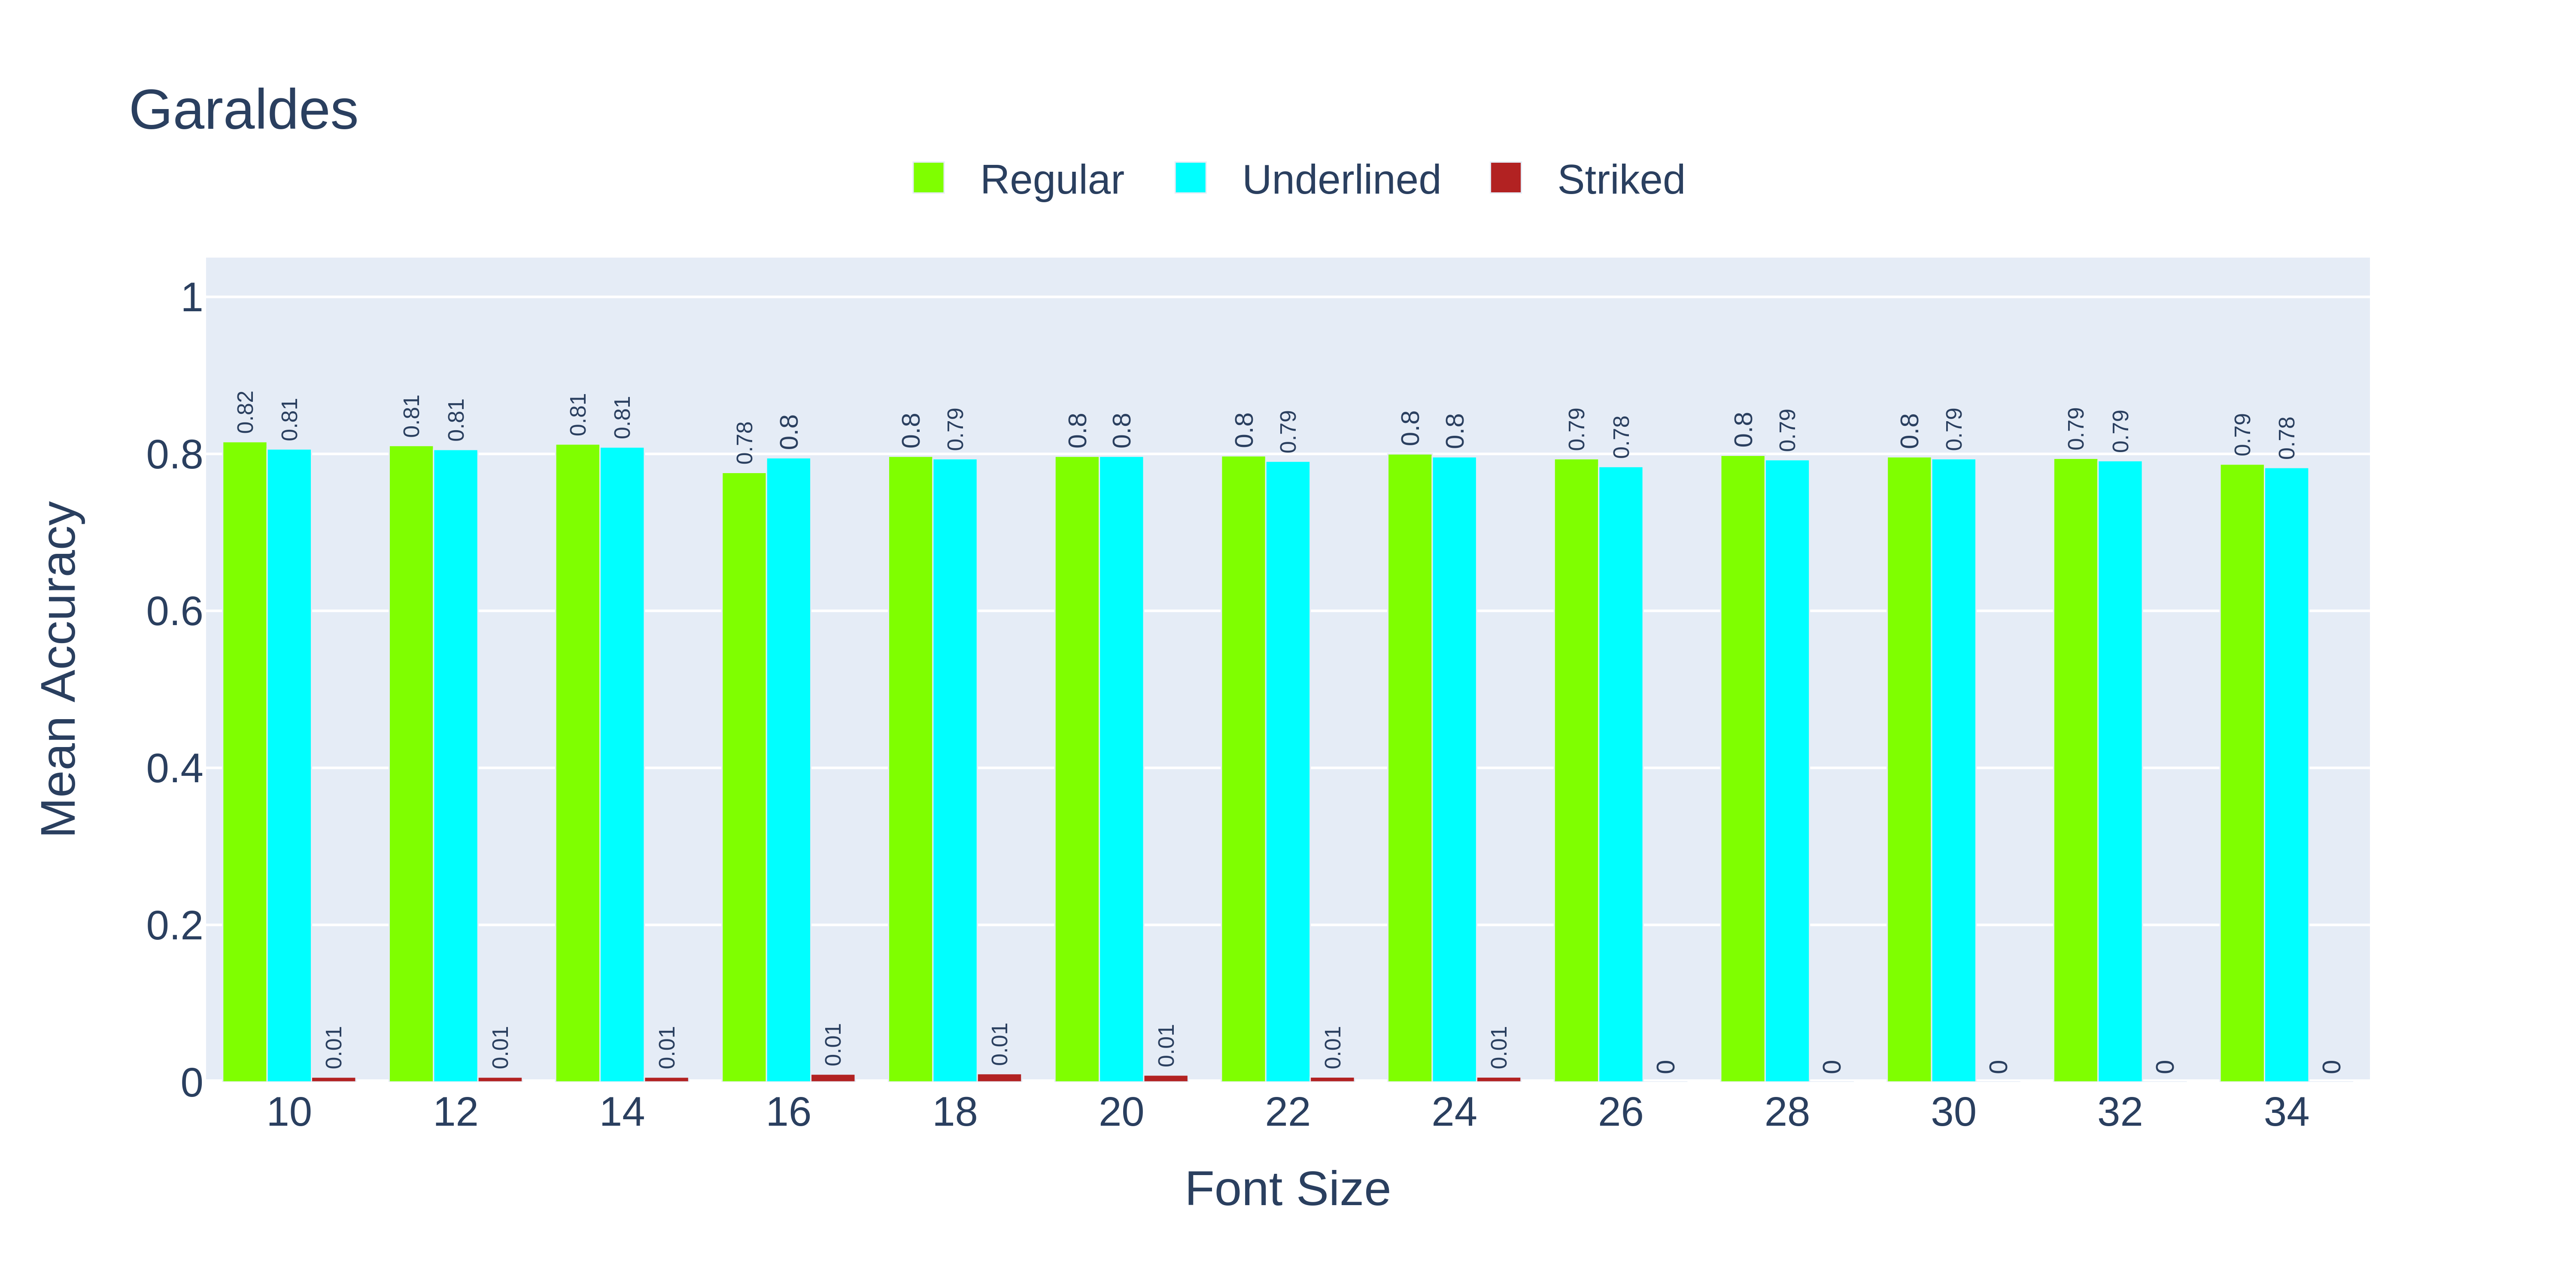 Garaldes
Regular Underlined Striked
Mean Accuracy
1
0.8
0.6
0.4
0.2
0
0.82 0.81 0.01
0.81 0.81 0.01
0.81 0.81 0.01
0.78 0.8 0.01
0.8 0.79 0.01
0.8 0.8 0.01
0.8 0.79 0.01
0.8 0.8 0.01
0.79 0.78 0
0.8 0.79 0
0.8 0.79 0
0.79 0.79 0
0.79 0.78 0
10 12 14 16 18 20 22 24 26 28 30 32 34
Font Size